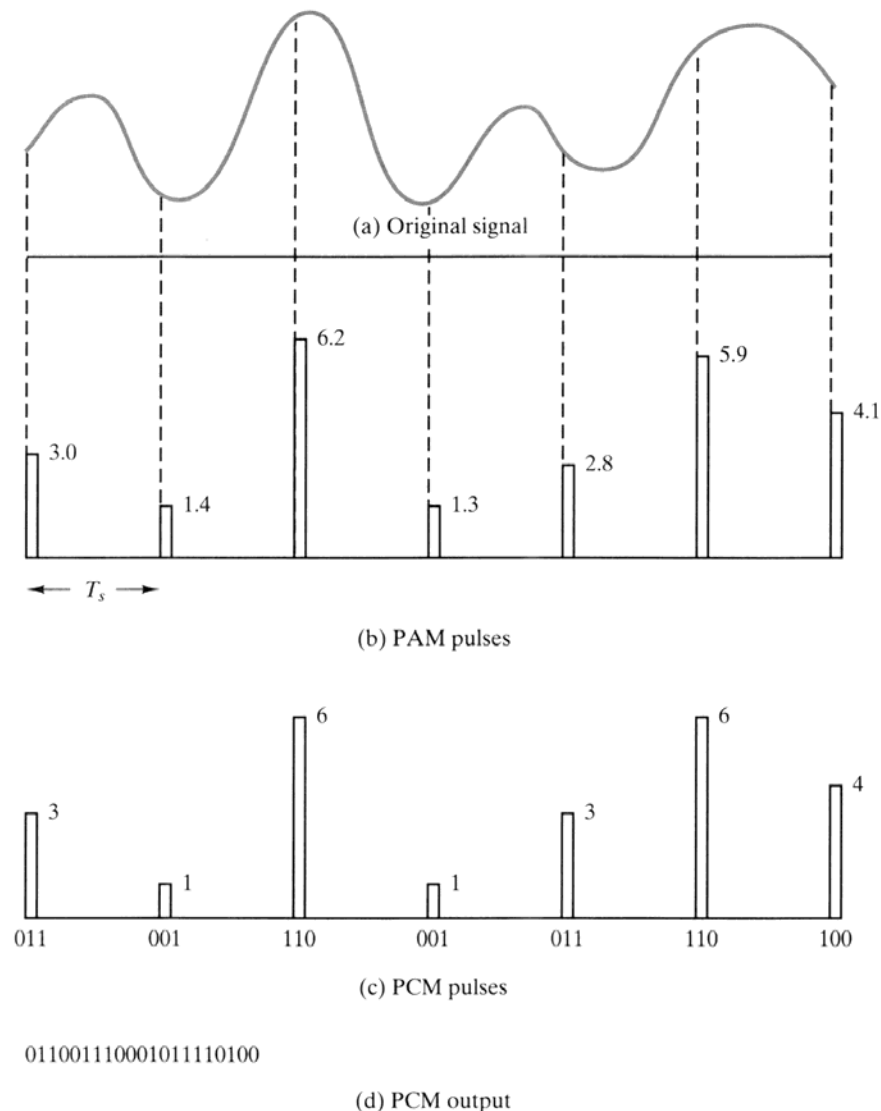 (a) Original signal
6.2
5.9
4.1
3.0
2.8
1.4
1.3
T_s
(b) PAM pulses
6
6
4
3
3
1
1
011 001 110 001 011 110 100
(c) PCM pulses
011001110001011110100
(d) PCM output